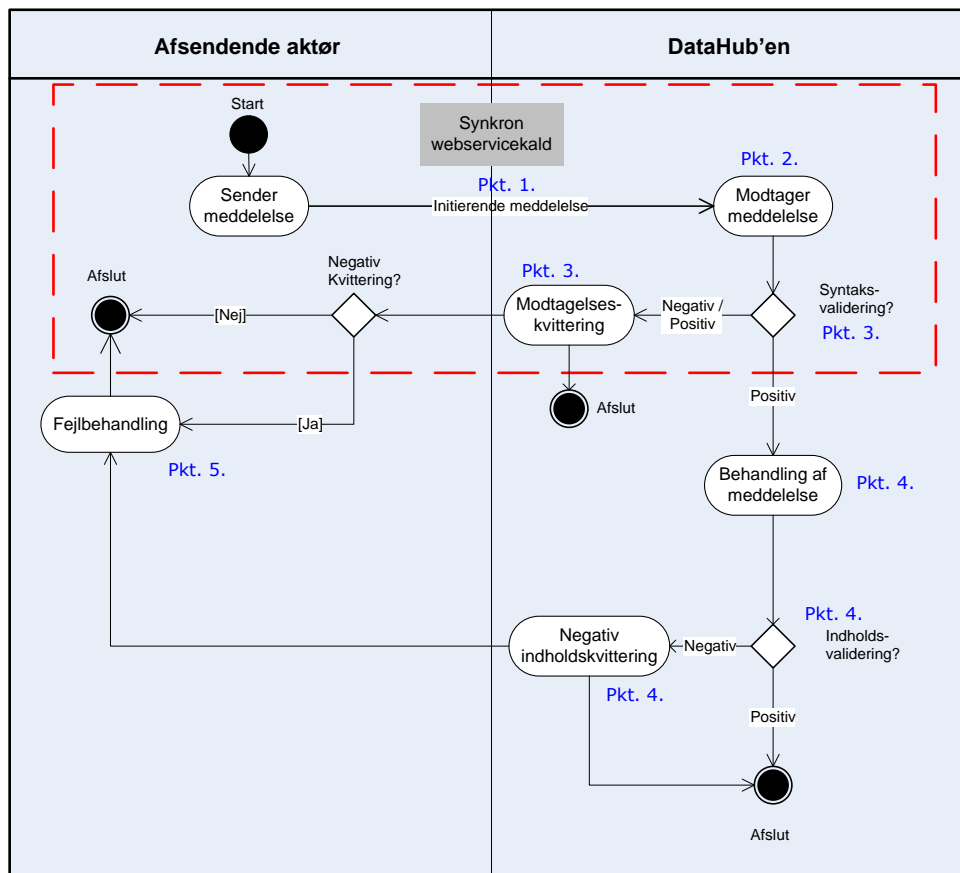 Afsendende aktør
DataHub'en
Start
Synkron
webservicekald
Pkt. 2.
Sender
meddelelse
Pkt. 1.
Initierende meddelelse
Modtager
meddelelse
Afslut
Negativ
Kvittering?
Pkt. 3.
[Nej]
Modtagelses-
kvittering
Negativ /
Positiv
Syntaks-
validering?
Pkt. 3.
Fejlbehandling
[Ja]
Afslut
Positiv
Pkt. 5.
Behandling af
meddelelse
Pkt. 4.
Pkt. 4.
Negativ
indholdskvittering
Negativ
Indholds-
validering?
Pkt. 4.
Positiv
Afslut